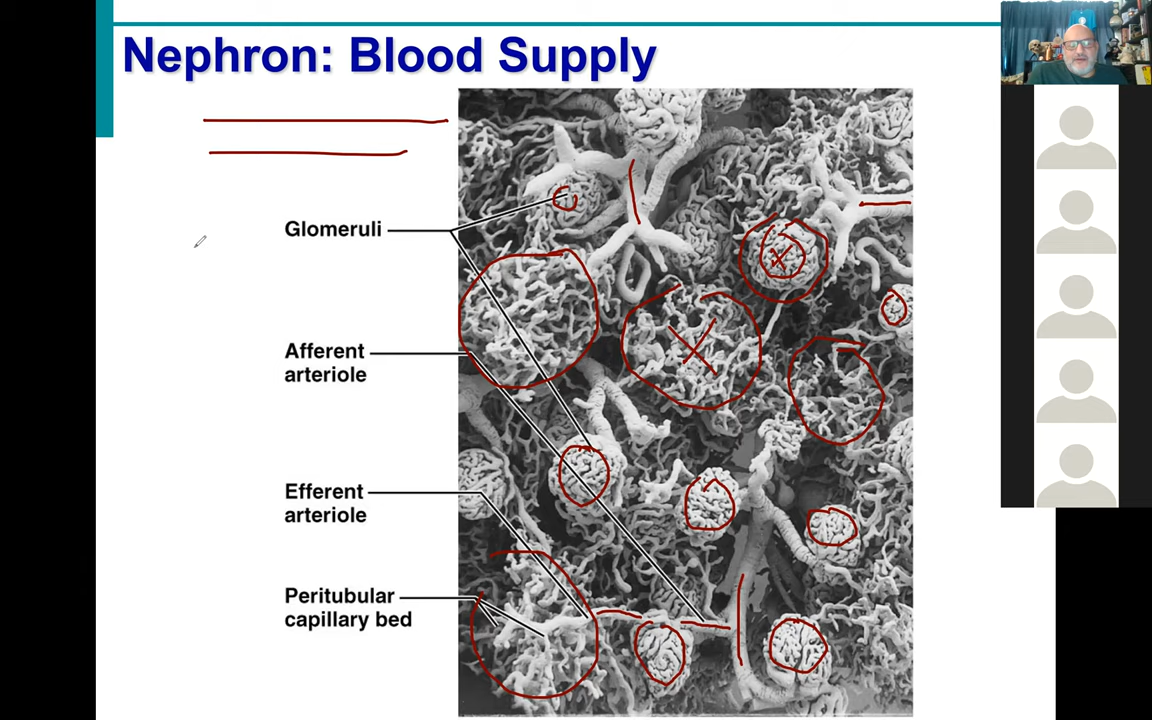 Nephron: Blood Supply
Glomeruli
Afferent
arteriole
Efferent
arteriole
Peritubular
capillary bed